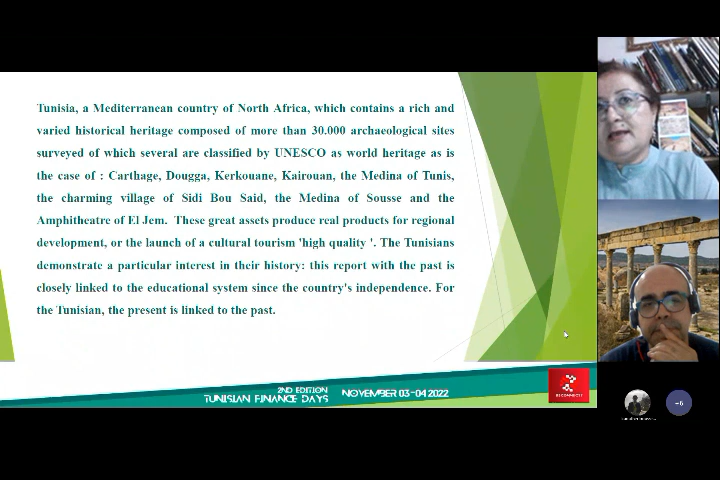 Tunisia, a Mediterranean country of North Africa, which contains a rich and
varied historical heritage composed of more than 30.000 archaeological sites
surveyed of which several are classified by UNESCO as world heritage as is
the case of : Carthage, Dougga, Kerkouane, Kairouan, the Medina of Tunis,
the charming village of Sidi Bou Said, the Medina of Sousse and the
Amphitheatre of El Jem. These great assets produce real products for regional
development, or the launch of a cultural tourism 'high quality '. The Tunisians
demonstrate a particular interest in their history: this report with the past is
closely linked to the educational system since the country's independence. For
the Tunisian, the present is linked to the past.
2ND EDITION
TUNISIAN FINANCE DAYS
NOVEMBER 03-04 2022
+6